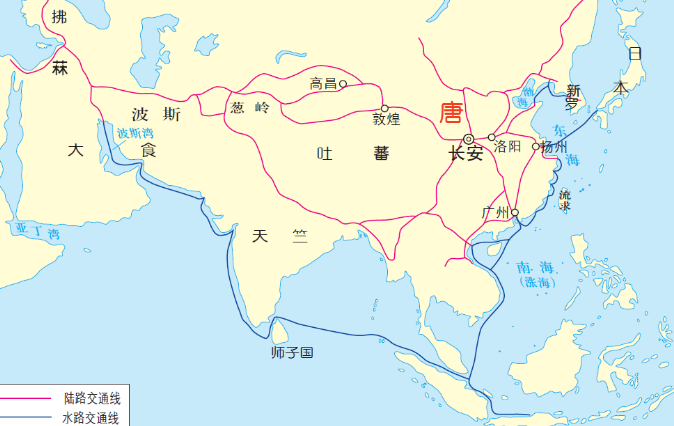 拂
菻
日
本
高昌
渤
海
新
罗
波 斯
葱 岭
敦煌
唐
波斯湾
大 食
吐 蕃
长安
洛阳
扬州
东
海
流
求
广州
亚丁湾
天 竺
南 海
(涨海)
师子国
陆路交通线
水路交通线